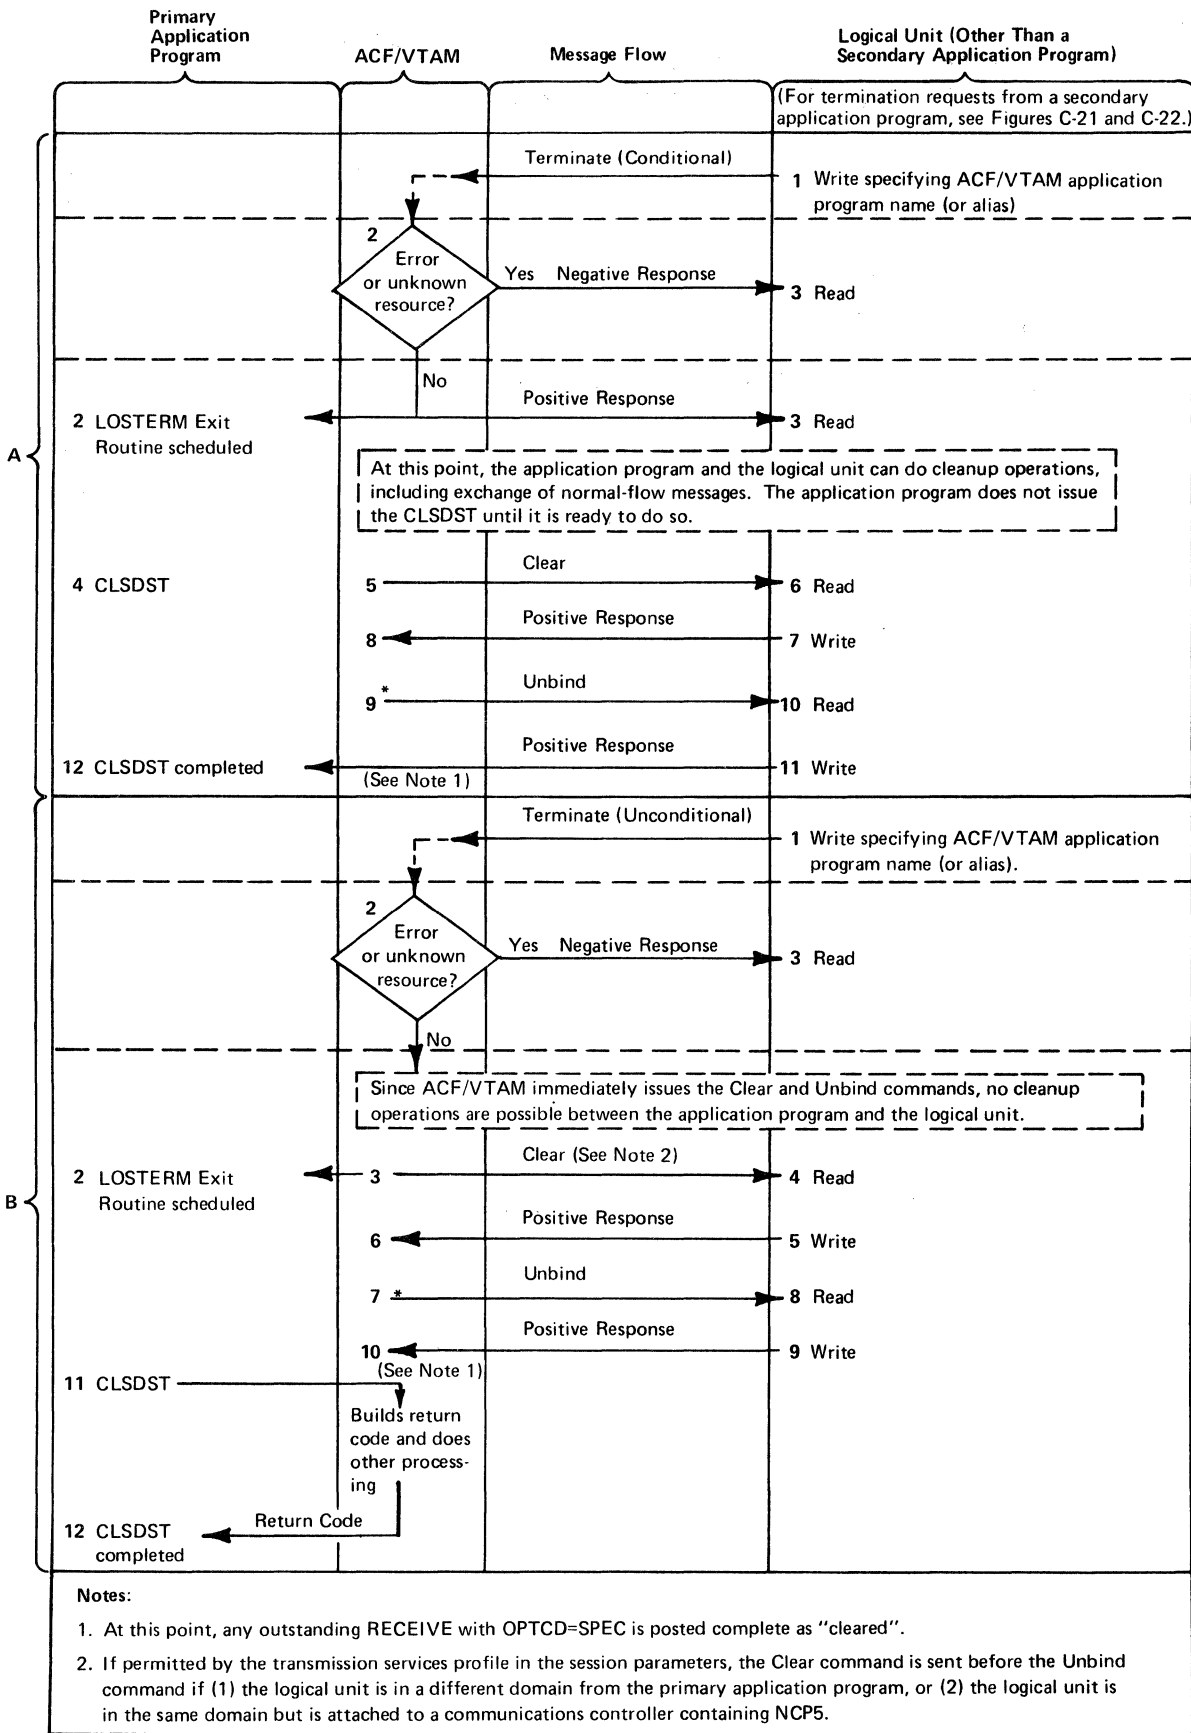 Primary
Application
Program
ACF/VTAM
Message Flow
Logical Unit (Other Than a
Secondary Application Program)
(For termination requests from a secondary
application program, see Figures C-21 and C-22.)
A
Terminate (Conditional)
1 Write specifying ACF/VTAM application
program name (or alias)
2
Error
or unknown
resource?
Yes Negative Response
3 Read
No
2 LOSTERM Exit
Routine scheduled
Positive Response
3 Read
At this point, the application program and the logical unit can do cleanup operations,
including exchange of normal-flow messages. The application program does not issue
the CLSDST until it is ready to do so.
4 CLSDST
5
Clear
6 Read
8
Positive Response
7 Write
9 *
Unbind
10 Read
12 CLSDST completed
(See Note 1)
Positive Response
11 Write
B
Terminate (Unconditional)
1 Write specifying ACF/VTAM application
program name (or alias).
2
Error
or unknown
resource?
Yes Negative Response
3 Read
No
Since ACF/VTAM immediately issues the Clear and Unbind commands, no cleanup
operations are possible between the application program and the logical unit.
2 LOSTERM Exit
Routine scheduled
3
Clear (See Note 2)
4 Read
6
Positive Response
5 Write
7 *
Unbind
8 Read
10
(See Note 1)
Positive Response
9 Write
11 CLSDST
Builds return
code and does
other process-
ing
12 CLSDST
completed
Return Code
Notes:
1. At this point, any outstanding RECEIVE with OPTCD=SPEC is posted complete as "cleared".
2. If permitted by the transmission services profile in the session parameters, the Clear command is sent before the Unbind
command if (1) the logical unit is in a different domain from the primary application program, or (2) the logical unit is
in the same domain but is attached to a communications controller containing NCP5.